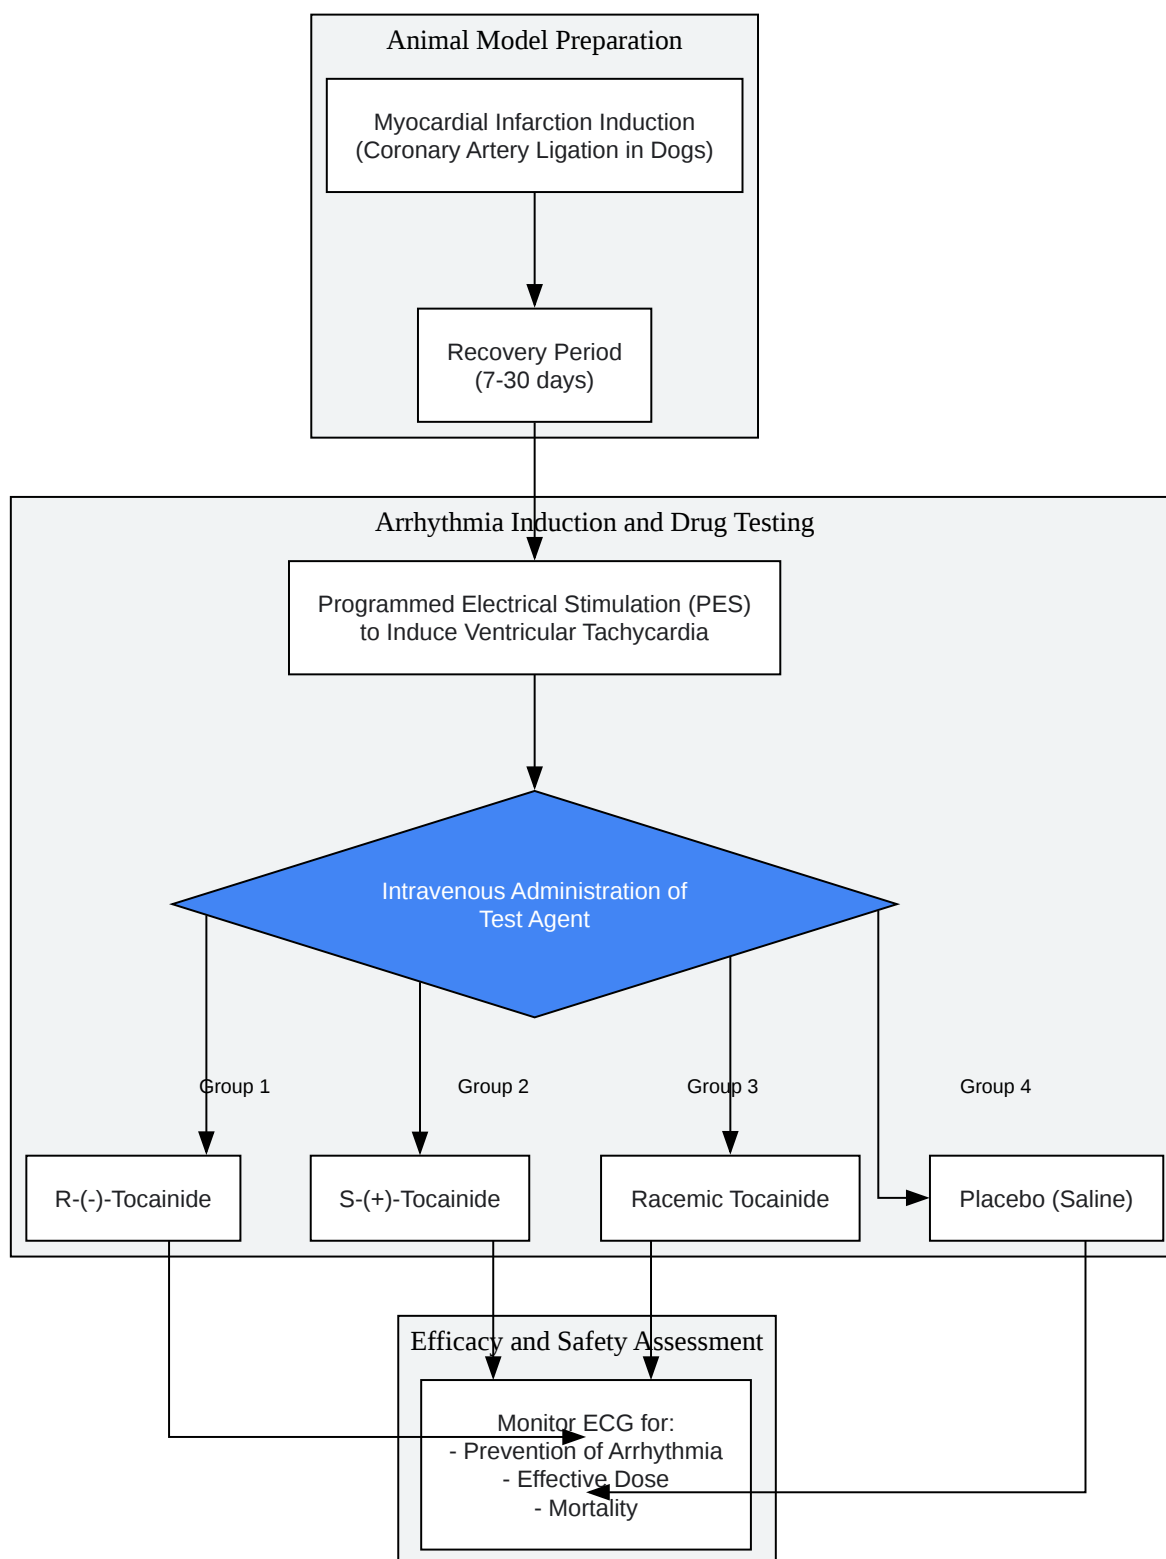 Animal Model Preparation
Myocardial Infarction Induction
(Coronary Artery Ligation in Dogs)
Recovery Period
(7-30 days)
Arrhythmia Induction and Drug Testing
Programmed Electrical Stimulation (PES)
to Induce Ventricular Tachycardia
Intravenous Administration of
Test Agent
Group 1
Group 2
Group 3
Group 4
R-(-)-Tocainide
S-(+)-Tocainide
Racemic Tocainide
Placebo (Saline)
Efficacy and Safety Assessment
Monitor ECG for:
- Prevention of Arrhythmia
- Effective Dose
- Mortality